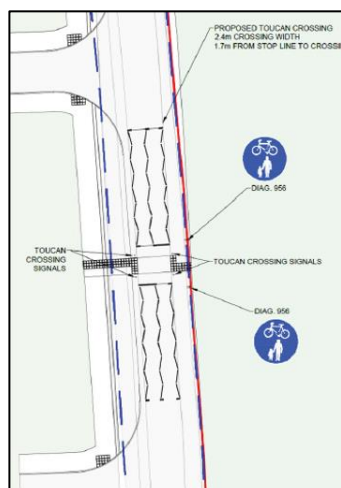 PROPOSED TOUCAN CROSSING
2.4m CROSSING WIDTH
1.7m FROM STOP LINE TO CROSSI
DIAG. 956
TOUCAN
CROSSING
SIGNALS
TOUCAN CROSSING SIGNALS
DIAG. 956